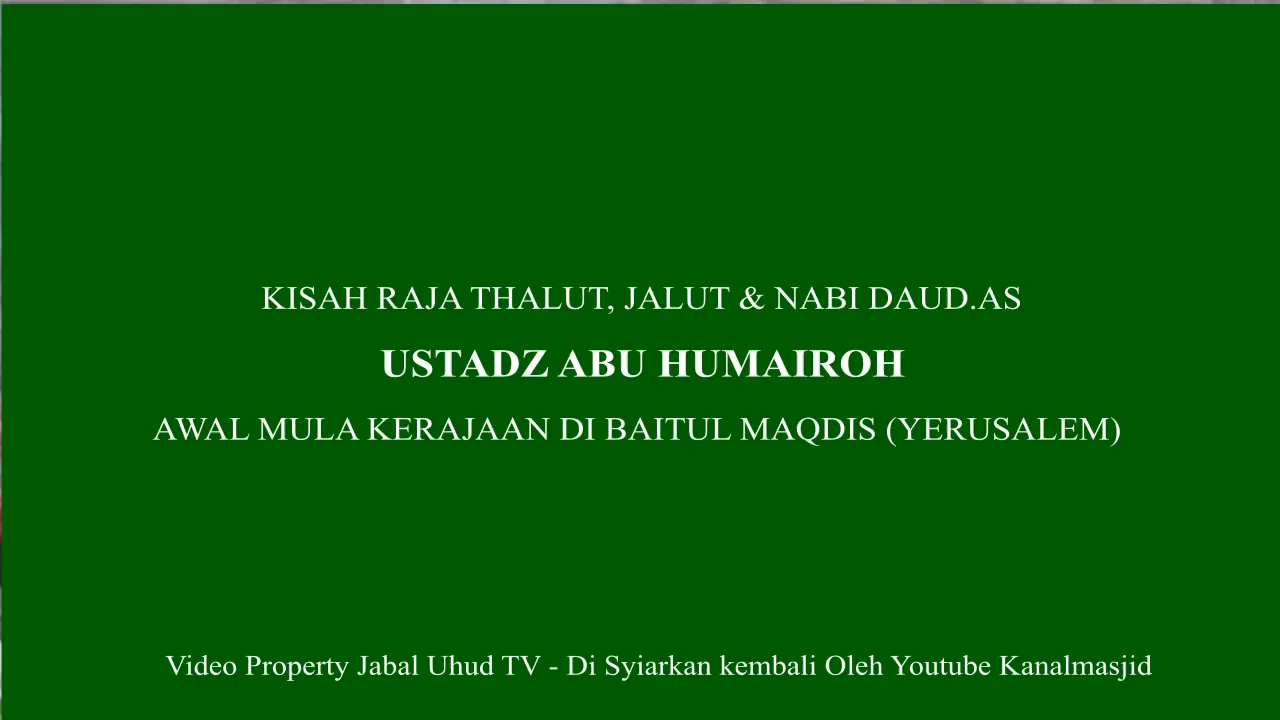 KISAH RAJA THALUT, JALUT & NABI DAUD.AS
USTADZ ABU HUMAIROH
AWAL MULA KERAJAAN DI BAITUL MAQDIS (YERUSALEM)
Video Property Jabal Uhud TV - Di Syiarkan kembali Oleh Youtube Kanalmasjid